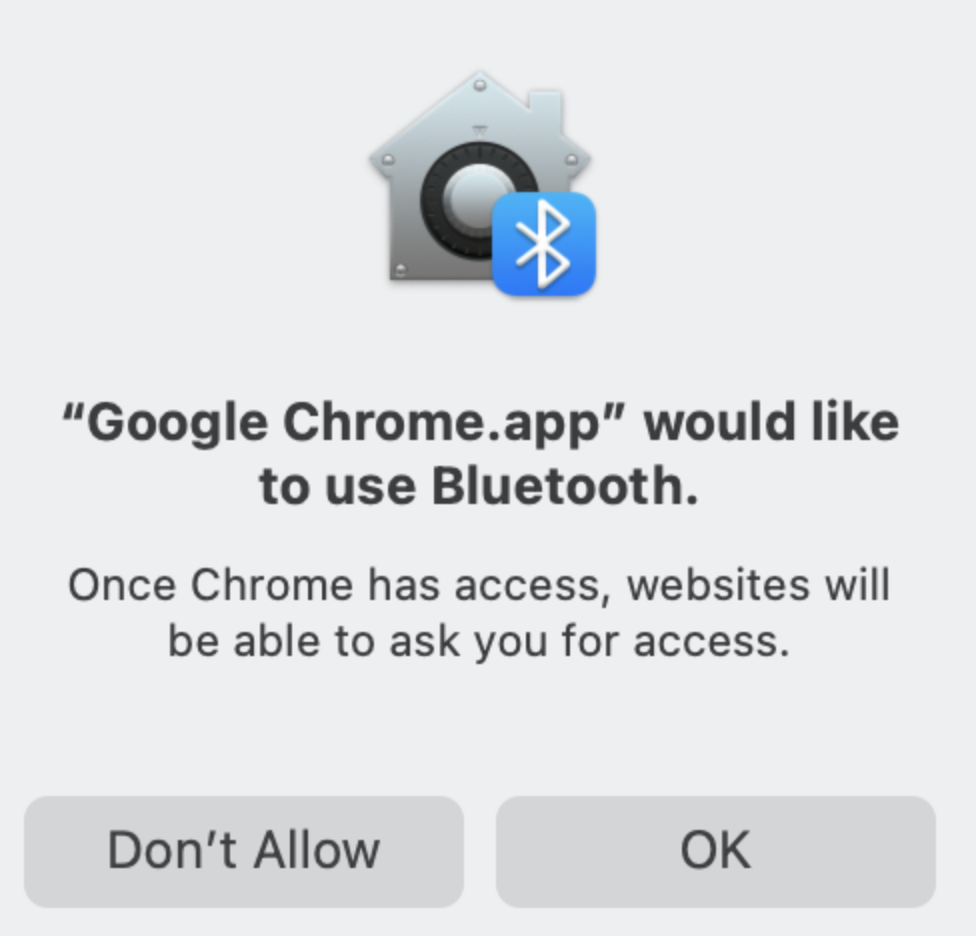 “Google Chrome.app” would like
to use Bluetooth.
Once Chrome has access, websites will
be able to ask you for access.
Don’t Allow
OK